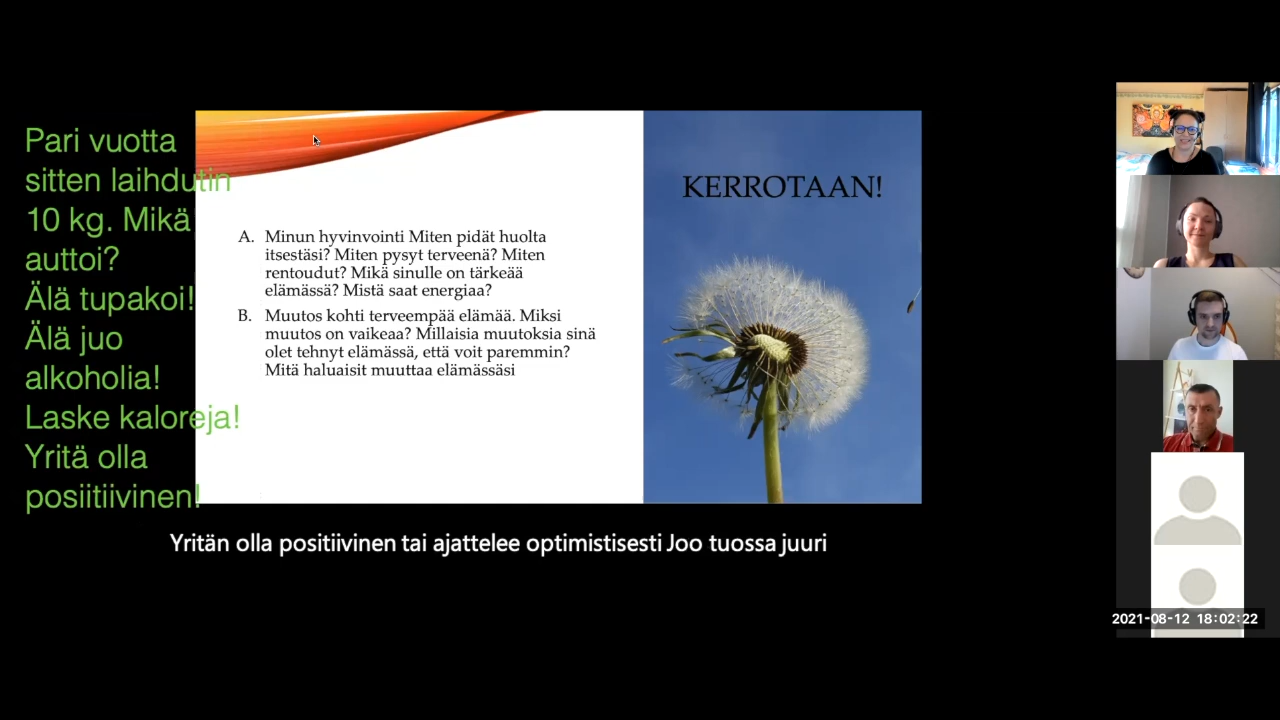 Pari vuotta
sitten laihdutin
10 kg. Mikä
auttoi?
Älä tupakoi!
Älä juo
alkoholia!
Laske kaloreja!
Yritä olla
posiitiivinen!
A. Minun hyvinvointi Miten pidät huolta
itsestäsi? Miten pysyt terveenä? Miten
rentoudut? Mikä sinulle on tärkeää
elämässä? Mistä saat energiaa?
B. Muutos kohti terveempää elämää. Miksi
muutos on vaikeaa? Millaisia muutoksia sinä
olet tehnyt elämässä, että voit paremmin?
Mitä haluaisit muuttaa elämässäsi
KERROTAAN!
Yritän olla positiivinen tai ajattelee optimistisesti Joo tuossa juuri
2021-08-12 18:02:22